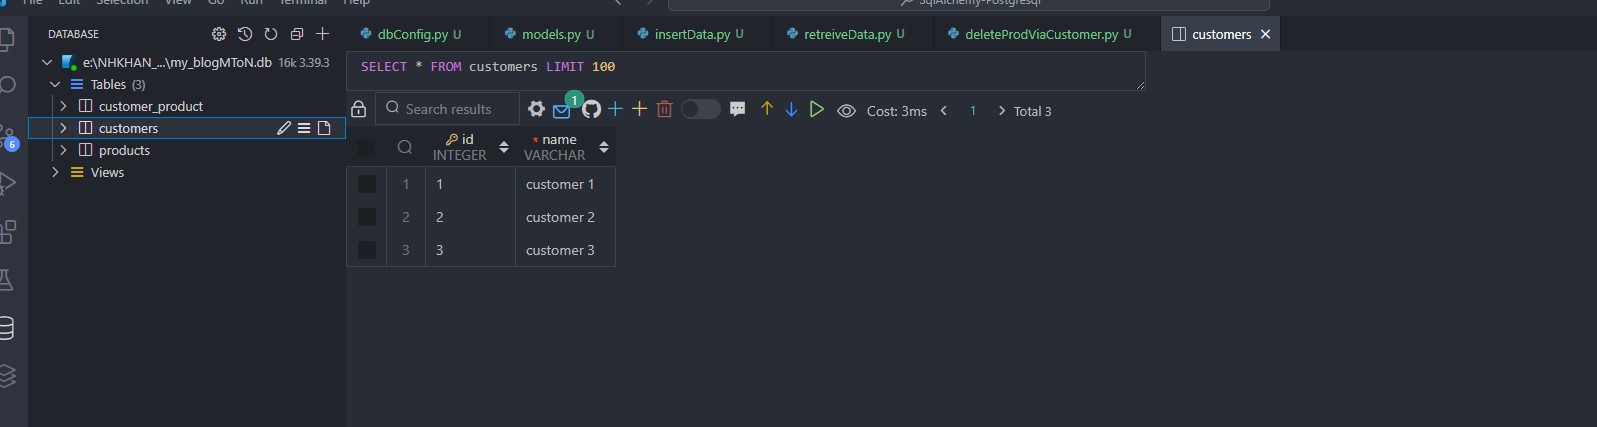 File Edit Selection View Go Run Terminal Help
SqlAlchemy-Postgresql
DATABASE
dbConfig.py U
models.py U
insertData.py U
retreiveData.py U
deleteProdViaCustomer.py U
customers
e:\NHKHAN_...\my_blogMToN.db 16k 3.39.3
Tables (3)
customer_product
customers
products
Views
6
SELECT * FROM customers LIMIT 100
Search results
1
Cost: 3ms
1
Total 3
id
INTEGER
* name
VARCHAR
1 1 customer 1
2 2 customer 2
3 3 customer 3